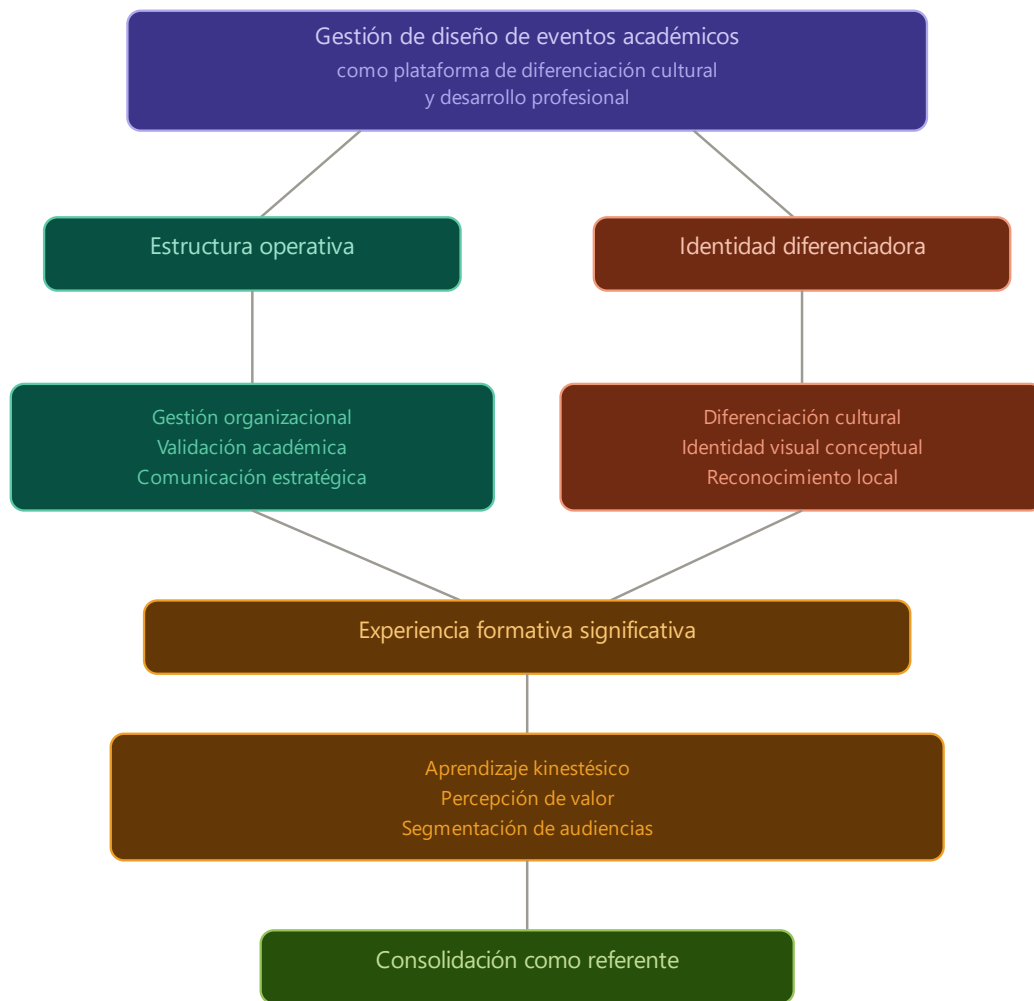 Gestión de diseño de eventos académicos
como plataforma de diferenciación cultural
y desarrollo profesional
Estructura operativa
Identidad diferenciadora
Gestión organizacional
Validación académica
Comunicación estratégica
Diferenciación cultural
Identidad visual conceptual
Reconocimiento local
Experiencia formativa significativa
Aprendizaje kinestésico
Percepción de valor
Segmentación de audiencias
Consolidación como referente